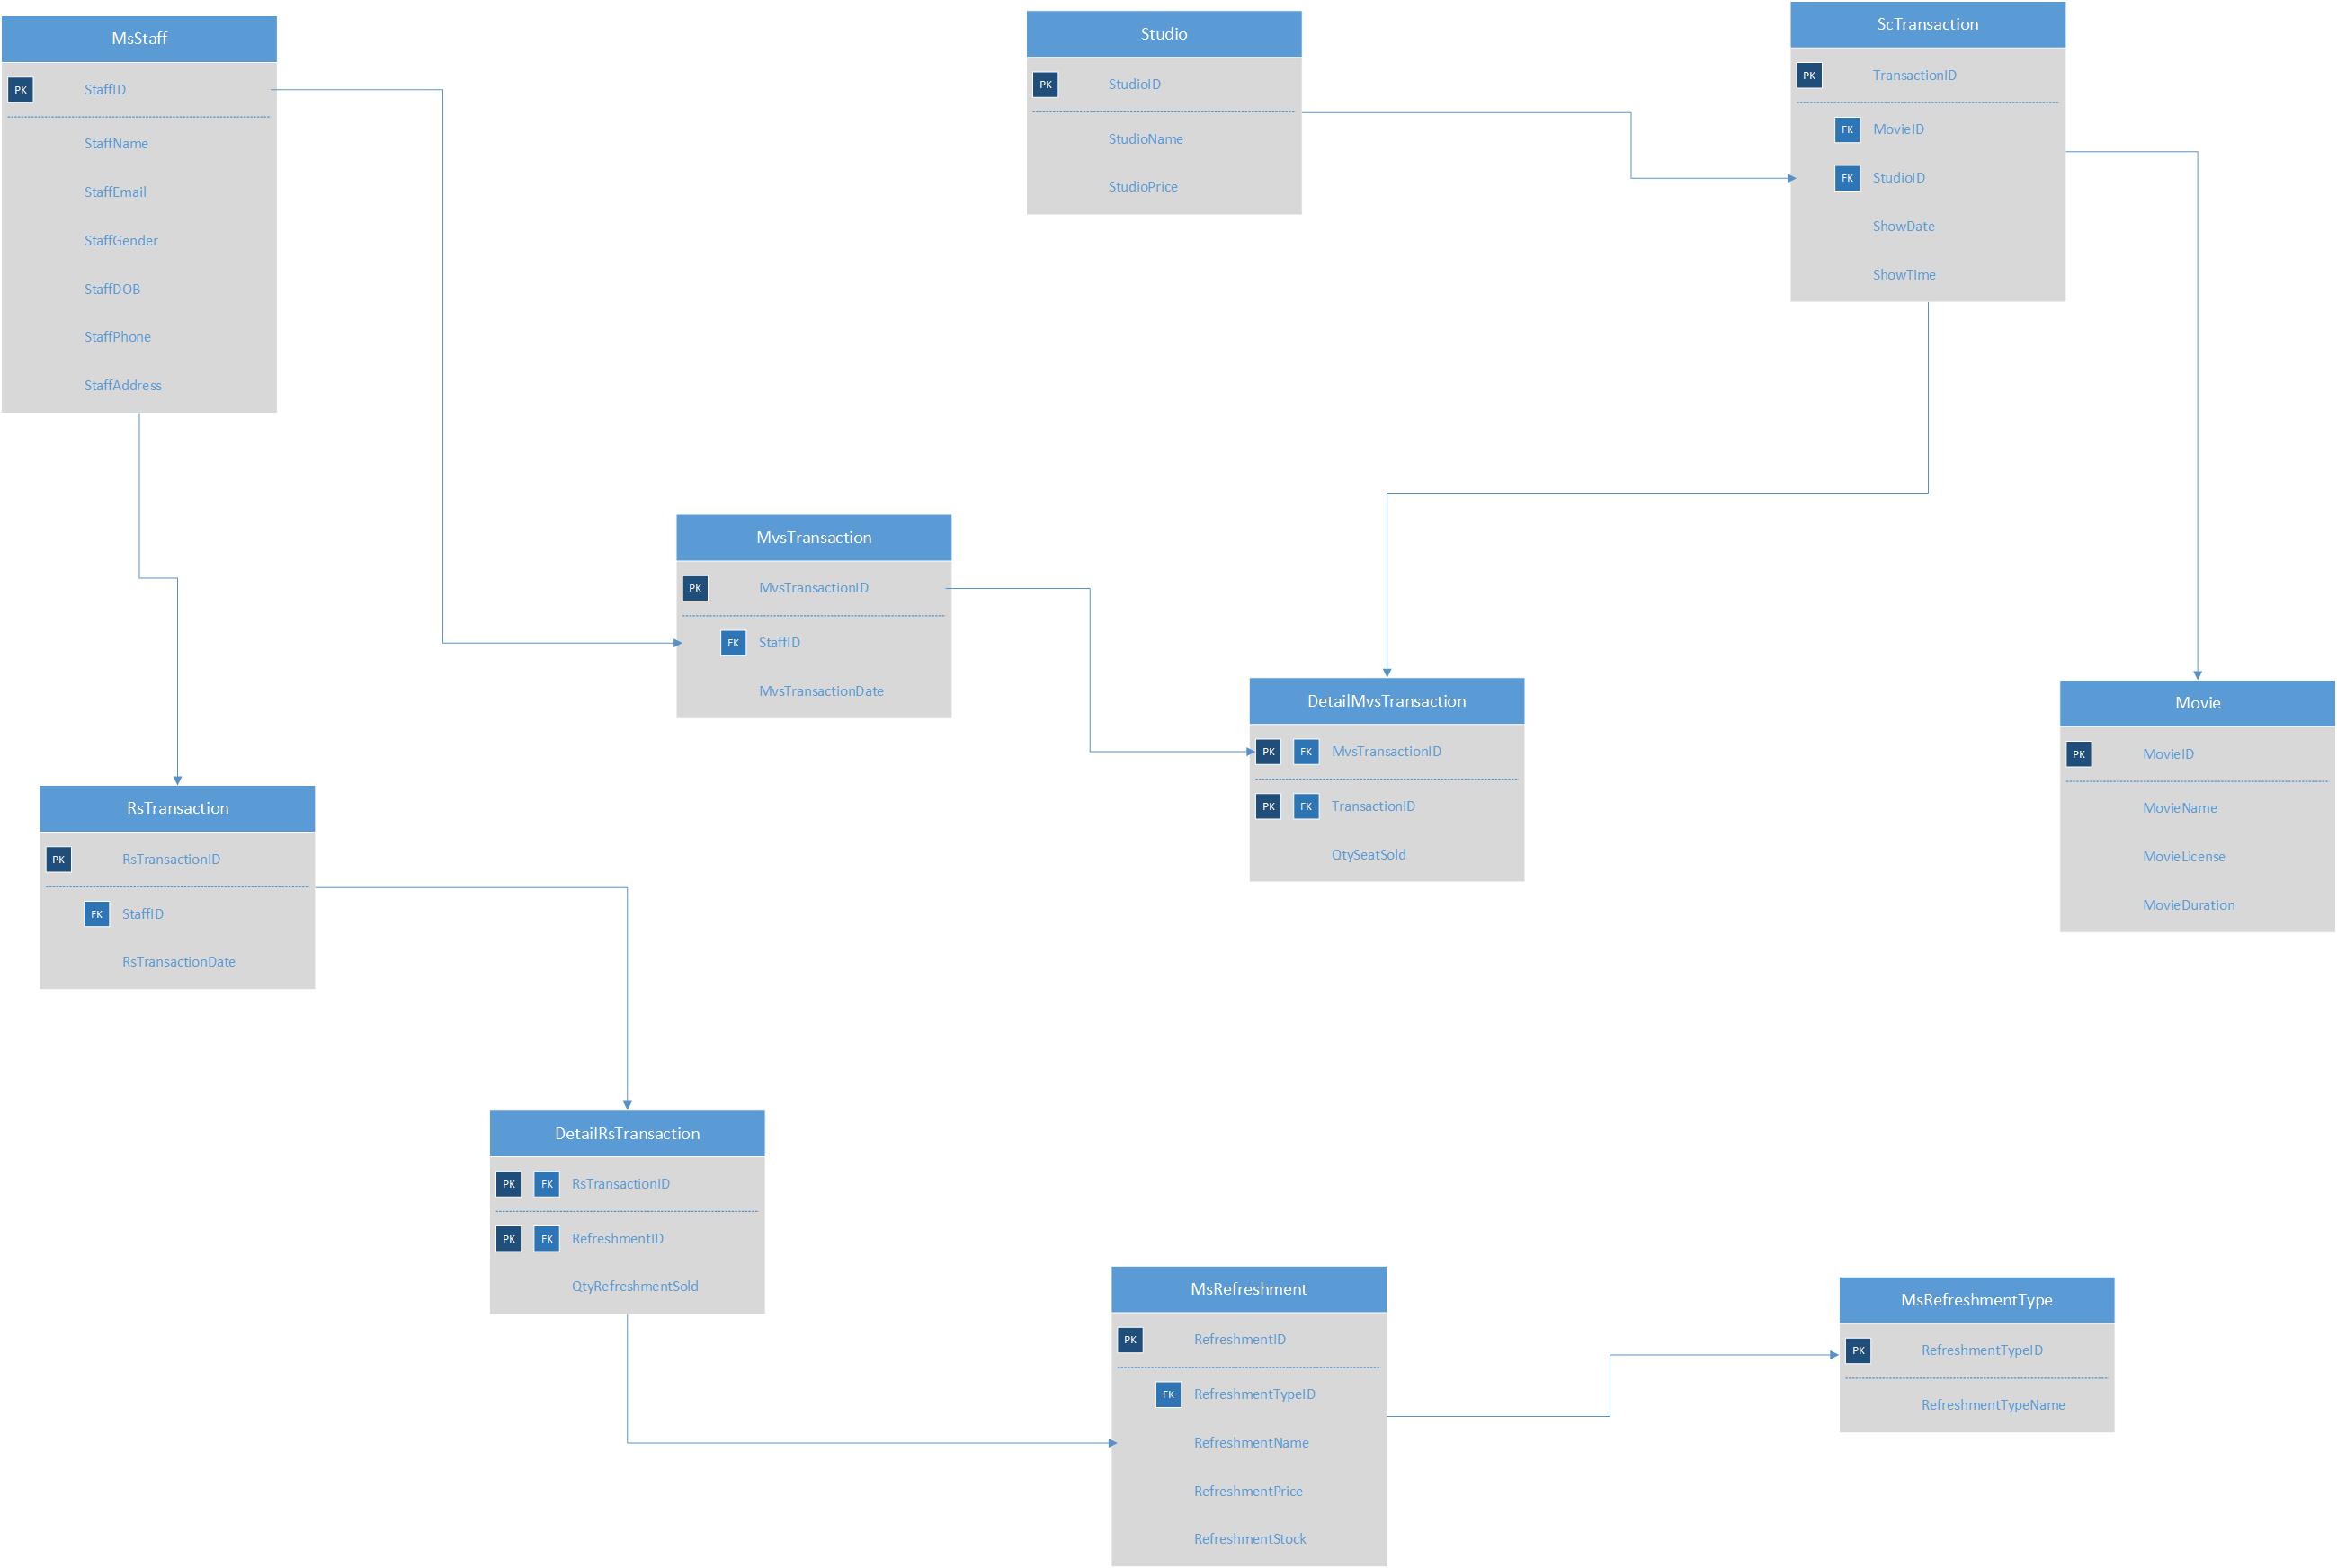 MsStaff
PK StaffID
StaffName
StaffEmail
StaffGender
StaffDOB
StaffPhone
StaffAddress
Studio
PK StudioID
StudioName
StudioPrice
ScTransaction
PK TransactionID
FK MovieID
FK StudioID
ShowDate
ShowTime
MvsTransaction
PK MvsTransactionID
FK StaffID
MvsTransactionDate
DetailMvsTransaction
PK FK MvsTransactionID
PK FK TransactionID
QtySeatSold
Movie
PK MovieID
MovieName
MovieLicense
MovieDuration
RsTransaction
PK RsTransactionID
FK StaffID
RsTransactionDate
DetailRsTransaction
PK FK RsTransactionID
PK FK RefreshmentID
QtyRefreshmentSold
MsRefreshment
PK RefreshmentID
FK RefreshmentTypeID
RefreshmentName
RefreshmentPrice
RefreshmentStock
MsRefreshmentType
PK RefreshmentTypeID
RefreshmentTypeName